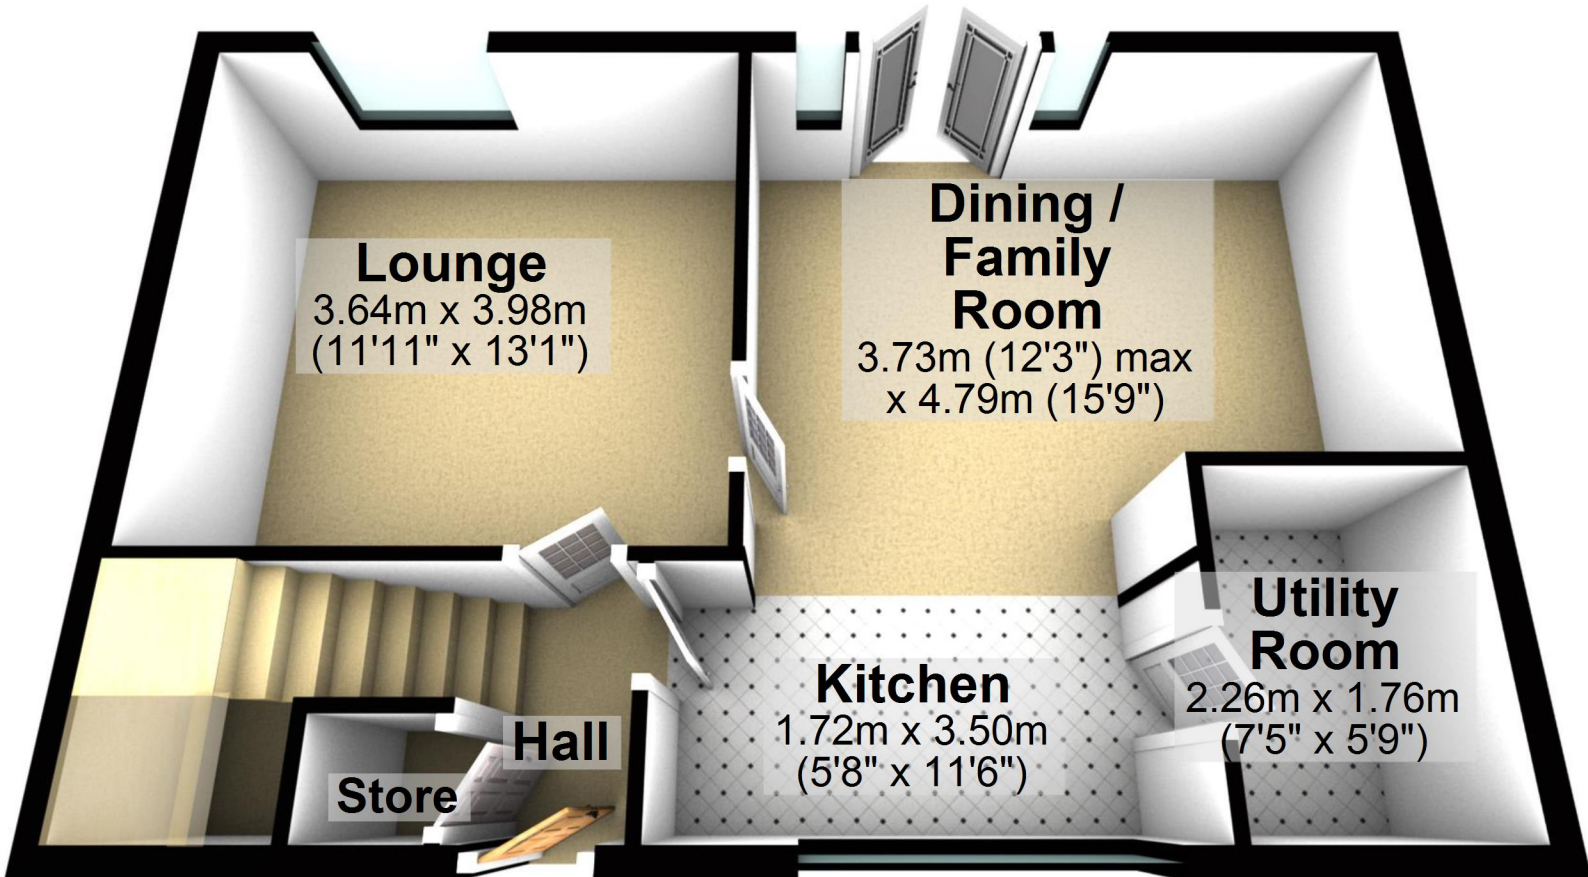 Lounge
3.64m x 3.98m
(11'11" x 13'1")
Dining /
Family
Room
3.73m (12'3") max
x 4.79m (15'9")
Utility
Room
2.26m x 1.76m
(7'5" x 5'9")
Kitchen
1.72m x 3.50m
(5'8" x 11'6")
Hall
Store